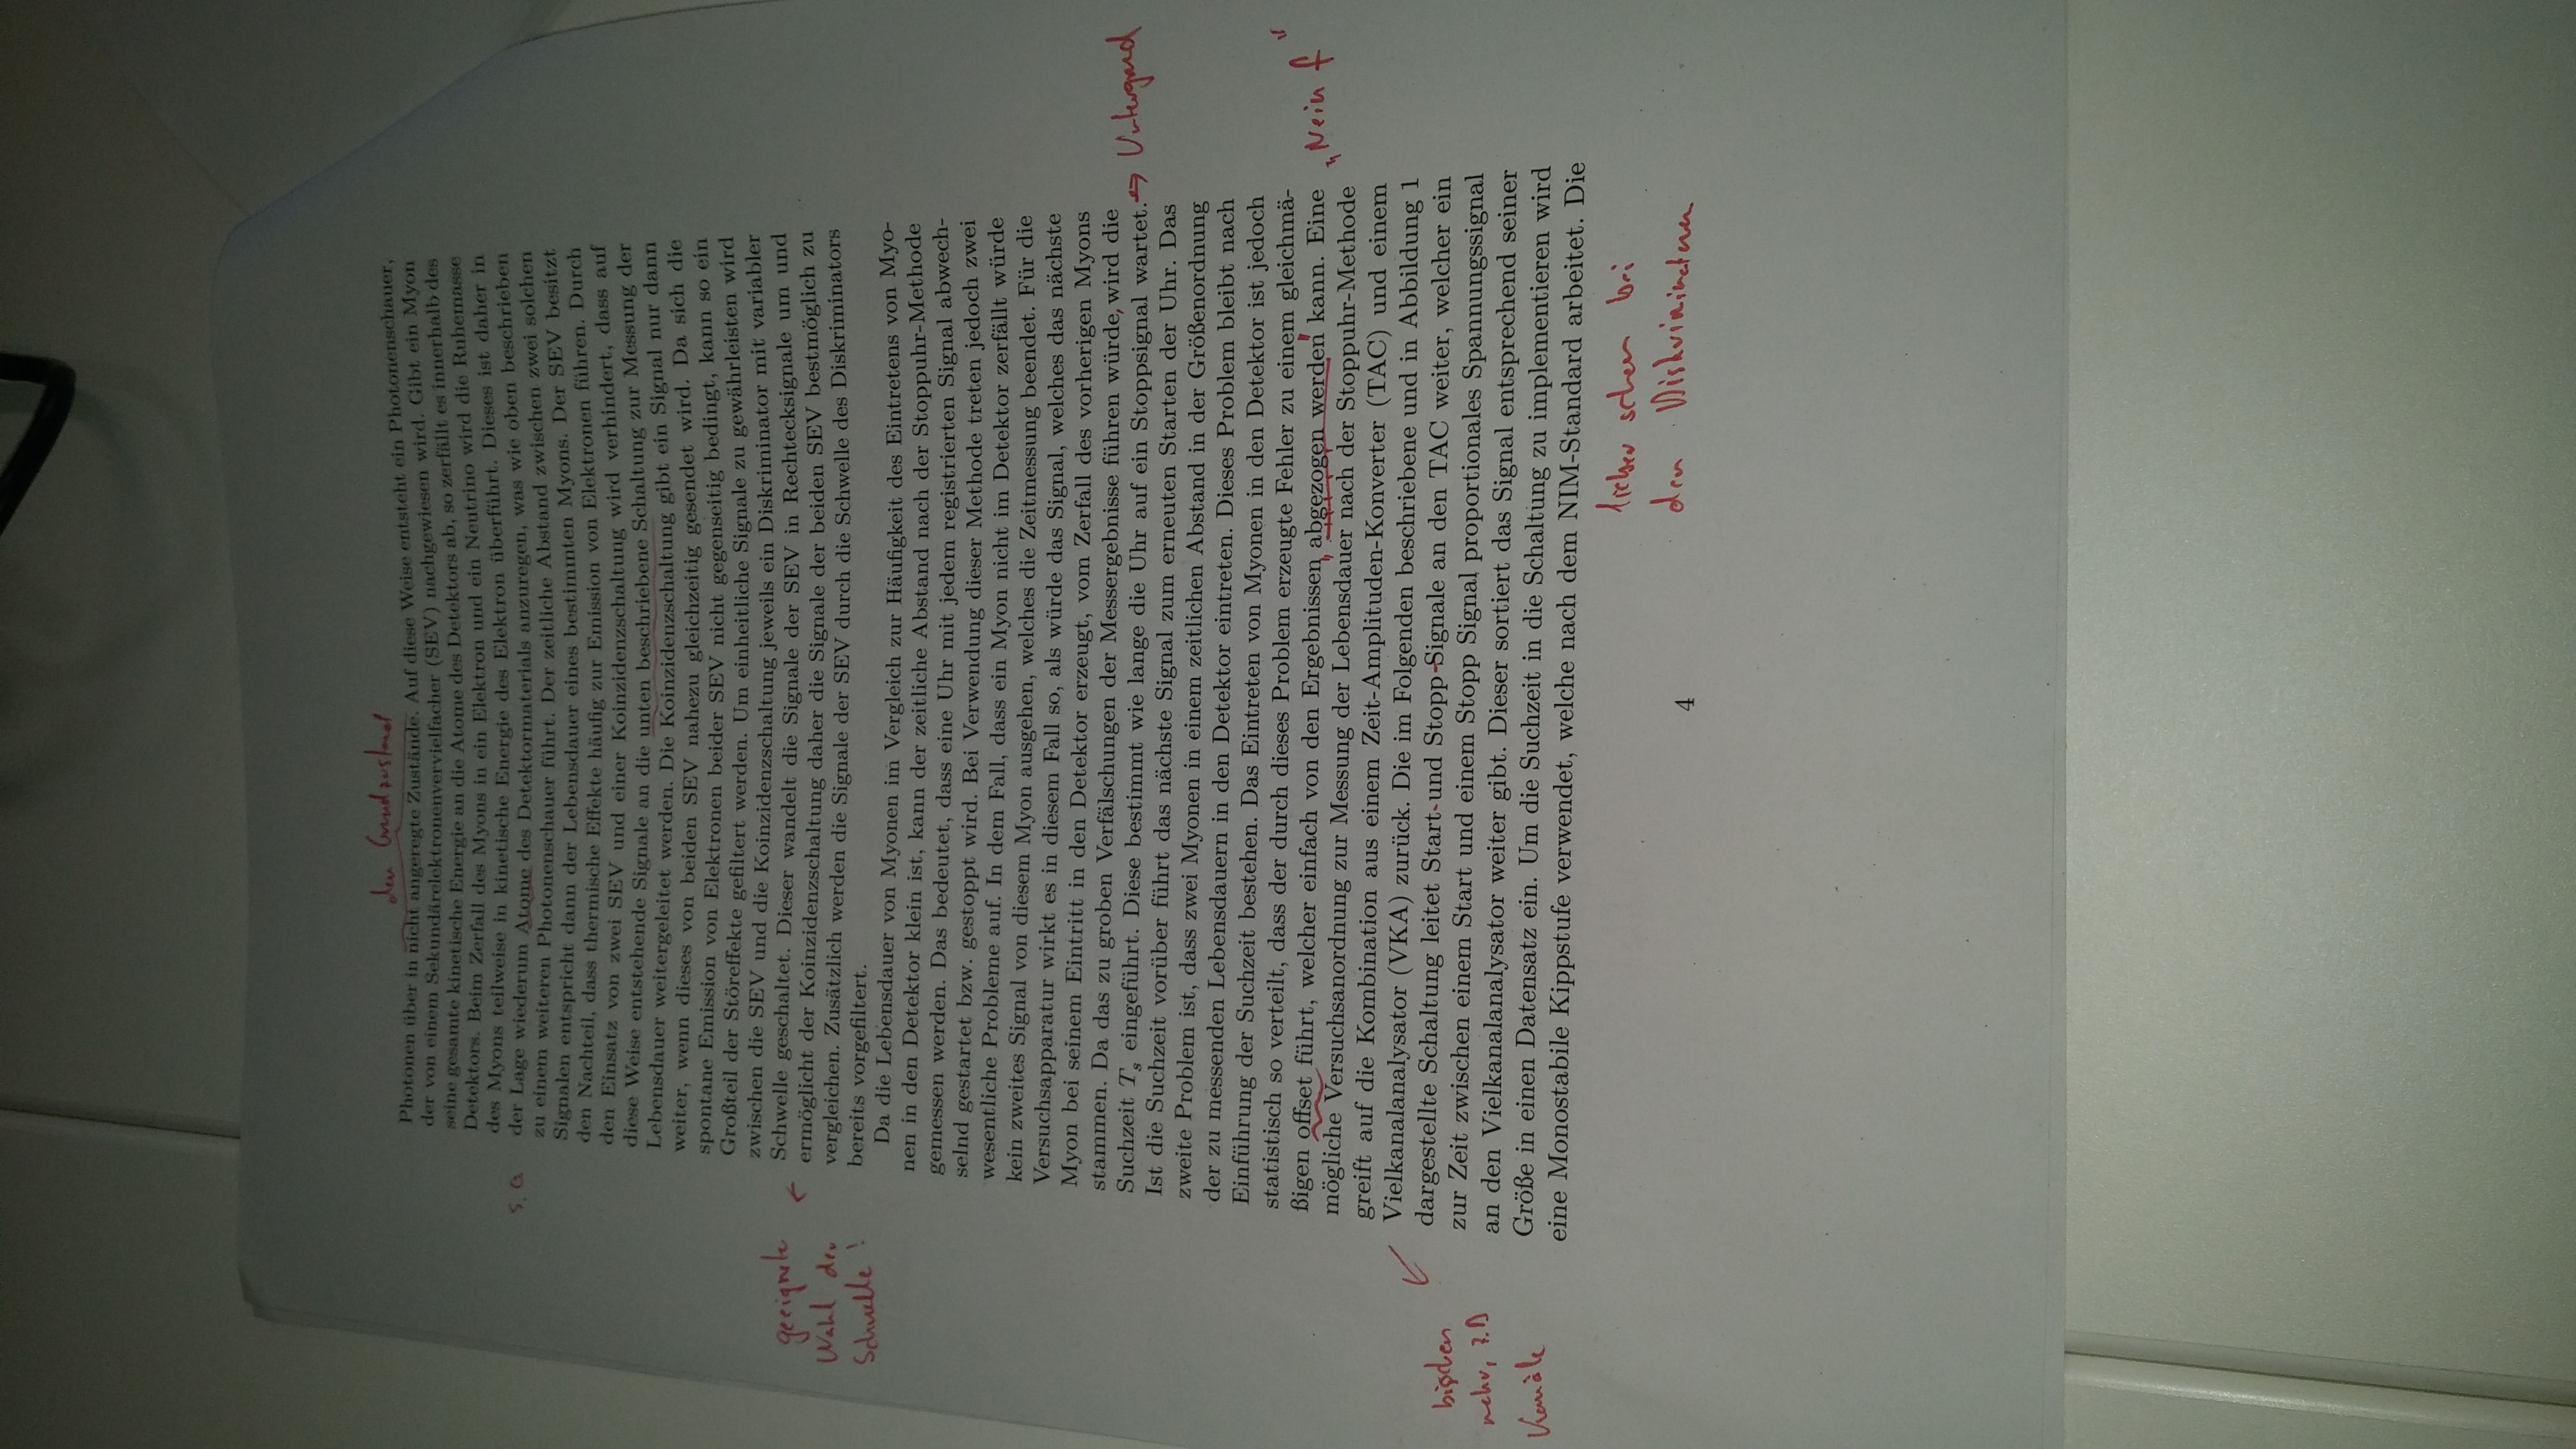 den Grundzustand
Photonen über in nicht angeregte Zustände. Auf diese Weise entsteht ein Photonenschauer,
der von einem Sekundärelektronenvervielfacher (SEV) nachgewiesen wird. Gibt ein Myon
seine gesamte kinetische Energie an die Atome des Detektors ab, so zerfällt es innerhalb des
Detektors. Beim Zerfall des Myons in ein Elektron und ein Neutrino wird die Ruhemasse
des Myons teilweise in kinetische Energie des Elektron überführt. Dieses ist daher in
s. o.
der Lage wiederum Atome des Detektormaterials anzuregen, was wie oben beschrieben
zu einem weiteren Photonenschauer führt. Der zeitliche Abstand zwischen zwei solchen
Signalen entspricht dann der Lebensdauer eines bestimmten Myons. Der SEV besitzt
den Nachteil, dass thermische Effekte häufig zur Emission von Elektronen führen. Durch
den Einsatz von zwei SEV und einer Koinzidenzschaltung wird verhindert, dass auf
diese Weise entstehende Signale an die unten beschriebene Schaltung zur Messung der
Lebensdauer weitergeleitet werden. Die Koinzidenzschaltung gibt ein Signal nur dann
weiter, wenn dieses von beiden SEV nahezu gleichzeitig gesendet wird. Da sich die
spontane Emission von Elektronen beider SEV nicht gegenseitig bedingt, kann so ein
Großteil der Störeffekte gefiltert werden. Um einheitliche Signale zu gewährleisten wird
zwischen die SEV und die Koinzidenzschaltung jeweils ein Diskriminator mit variabler
Schwelle geschaltet. Dieser wandelt die Signale der SEV in Rechtecksignale um und
ermöglicht der Koinzidenzschaltung daher die Signale der beiden SEV bestmöglich zu
vergleichen. Zusätzlich werden die Signale der SEV durch die Schwelle des Diskriminators
bereits vorgefiltert.
geeignete
Wahl der
Schwelle !
Da die Lebensdauer von Myonen im Vergleich zur Häufigkeit des Eintretens von Myo-
nen in den Detektor klein ist, kann der zeitliche Abstand nach der Stoppuhr-Methode
gemessen werden. Das bedeutet, dass eine Uhr mit jedem registrierten Signal abwech-
selnd gestartet bzw. gestoppt wird. Bei Verwendung dieser Methode treten jedoch zwei
wesentliche Probleme auf. In dem Fall, dass ein Myon nicht im Detektor zerfällt würde
kein zweites Signal von diesem Myon ausgehen, welches die Zeitmessung beendet. Für die
Versuchsapparatur wirkt es in diesem Fall so, als würde das Signal, welches das nächste
Myon bei seinem Eintritt in den Detektor erzeugt, vom Zerfall des vorherigen Myons
stammen. Da das zu groben Verfälschungen der Messergebnisse führen würde, wird die
Suchzeit Ts eingeführt. Diese bestimmt wie lange die Uhr auf ein Stoppsignal wartet.
Untergrund
Ist die Suchzeit vorüber führt das nächste Signal zum erneuten Starten der Uhr. Das
zweite Problem ist, dass zwei Myonen in einem zeitlichen Abstand in der Größenordnung
der zu messenden Lebensdauern in den Detektor eintreten. Dieses Problem bleibt nach
Einführung der Suchzeit bestehen. Das Eintreten von Myonen in den Detektor ist jedoch
statistisch so verteilt, dass der durch dieses Problem erzeugte Fehler zu einem gleichmä-
ßigen offset führt, welcher einfach von den Ergebnissen „abgezogen werden" kann. Eine
„Nein f"
mögliche Versuchsanordnung zur Messung der Lebensdauer nach der Stoppuhr-Methode
greift auf die Kombination aus einem Zeit-Amplituden-Konverter (TAC) und einem
Vielkanalanalysator (VKA) zurück. Die im Folgenden beschriebene und in Abbildung 1
dargestellte Schaltung leitet Start-und Stopp-Signale an den TAC weiter, welcher ein
zur Zeit zwischen einem Start und einem Stopp Signal proportionales Spannungssignal
an den Vielkanalanalysator weiter gibt. Dieser sortiert das Signal entsprechend seiner
Größe in einen Datensatz ein. Um die Suchzeit in die Schaltung zu implementieren wird
eine Monostabile Kippstufe verwendet, welche nach dem NIM-Standard arbeitet. Die
bißchen
mehr, z.B
Kanäle
lieber schon bei
den Diskriminatoren
4